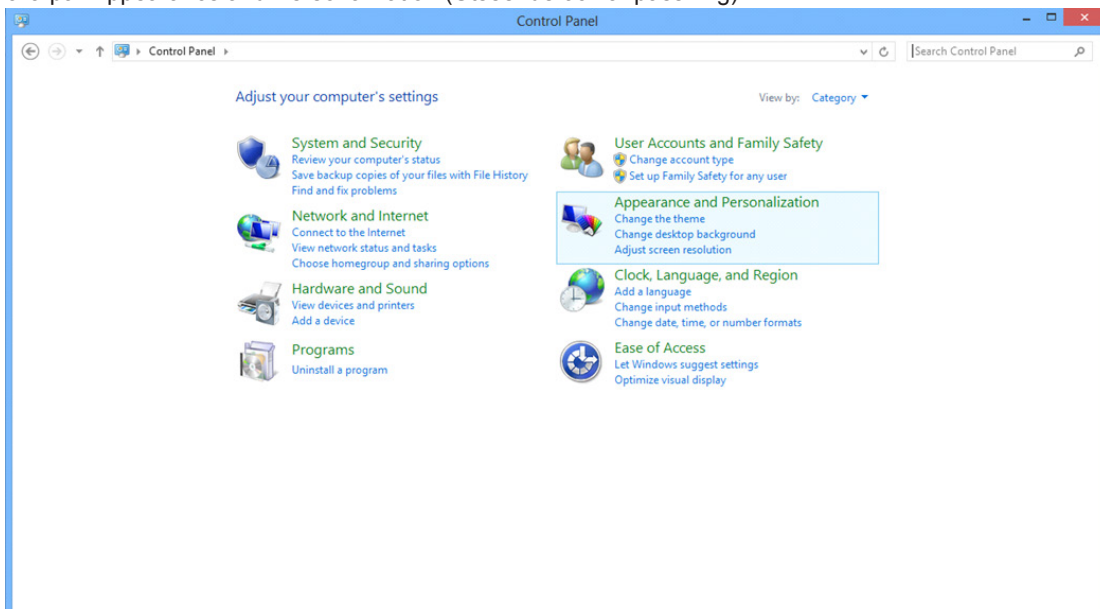 Control Panel
Control Panel
Search Control Panel
Adjust your computer's settings
View by: Category
System and Security
Review your computer's status
Save backup copies of your files with File History
Find and fix problems
Network and Internet
Connect to the Internet
View network status and tasks
Choose homegroup and sharing options
Hardware and Sound
View devices and printers
Add a device
Programs
Uninstall a program
User Accounts and Family Safety
Change account type
Set up Family Safety for any user
Appearance and Personalization
Change the theme
Change desktop background
Adjust screen resolution
Clock, Language, and Region
Add a language
Change input methods
Change date, time, or number formats
Ease of Access
Let Windows suggest settings
Optimize visual display